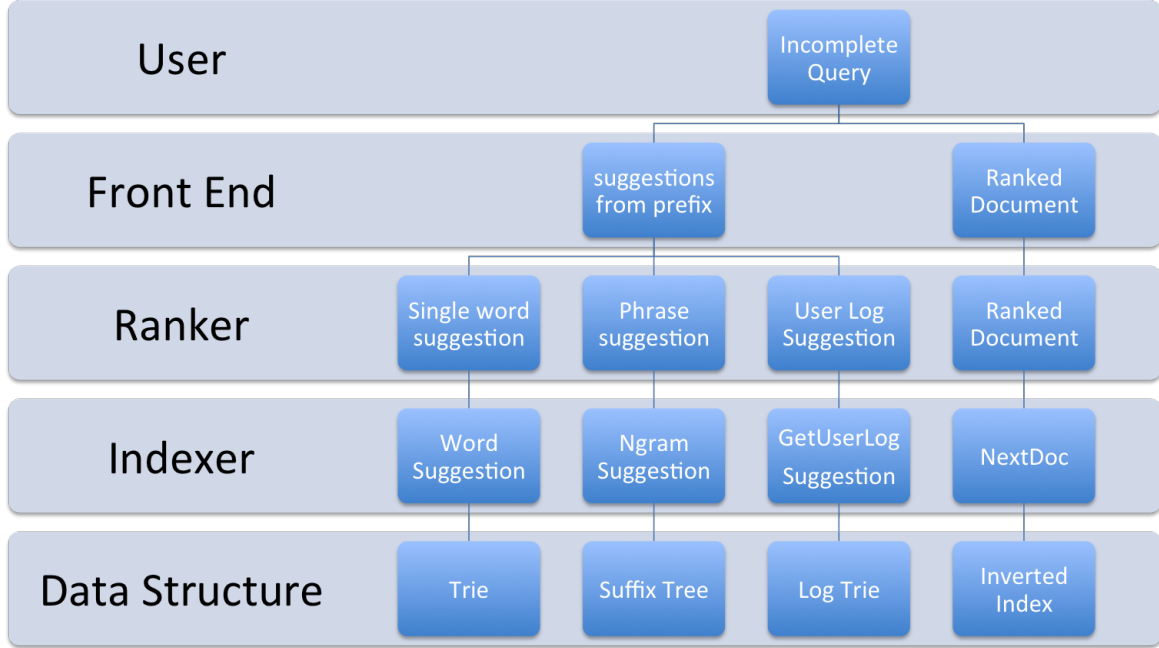 User
Incomplete
Query
Front End
suggestions
from prefix
Ranked
Document
Ranker
Single word
suggestion
Phrase
suggestion
User Log
Suggestion
Ranked
Document
Indexer
Word
Suggestion
Ngram
Suggestion
GetUserLog
Suggestion
NextDoc
Data Structure
Trie
Suffix Tree
Log Trie
Inverted
Index